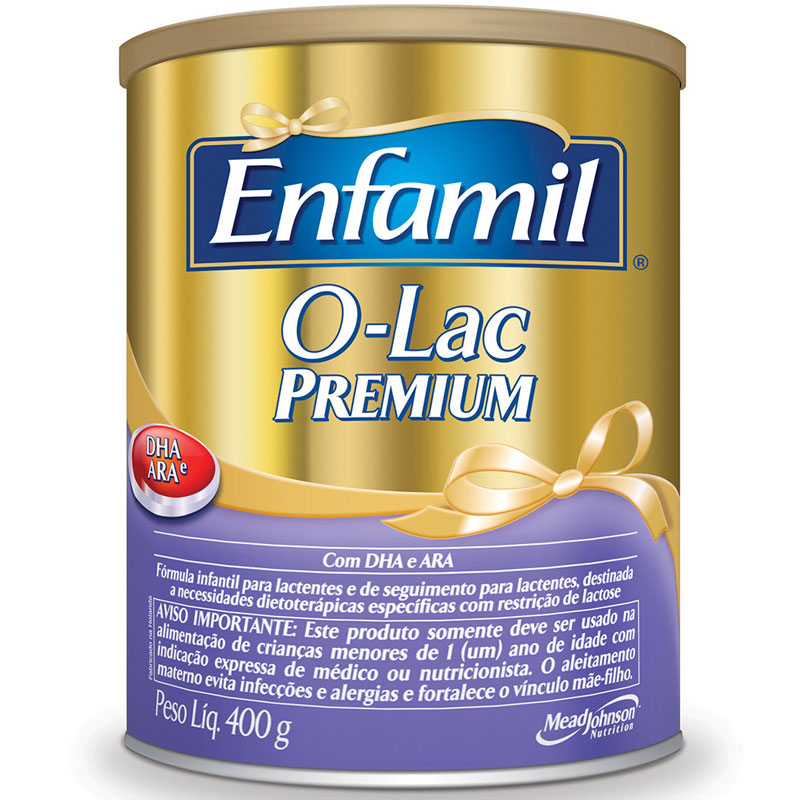 Enfamil®
O-Lac
PREMIUM
DHA
ARA e
Com DHA e ARA
Fórmula infantil para lactentes e de seguimento para lactentes, destinada
a necessidades dietoterápicas específicas com restrição de lactose
AVISO IMPORTANTE: Este produto somente deve ser usado na
alimentação de crianças menores de 1 (um) ano de idade com
indicação expressa de médico ou nutricionista. O aleitamento
materno evita infecções e alergias e fortalece o vínculo mãe-filho.
Fabricado na Holanda
Peso Líq. 400 g
MeadJohnson
Nutrition